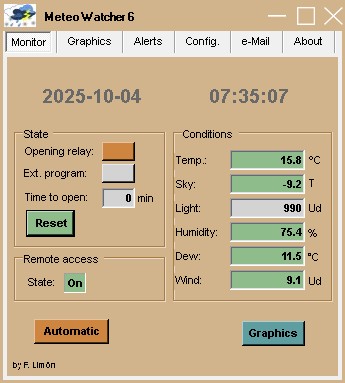 Meteo Watcher 6
Monitor Graphics Alerts Config. e-Mail About
2025-10-04 07:35:07
State
Opening relay:
Ext. program:
Time to open: 0 min
Reset
Remote access
State: On
Automatic
by F. Limón
Conditions
Temp.: 15.8 °C
Sky: -9.2 T
Light: 990 Ud
Humidity: 75.4 %
Dew: 11.5 °C
Wind: 9.1 Ud
Graphics